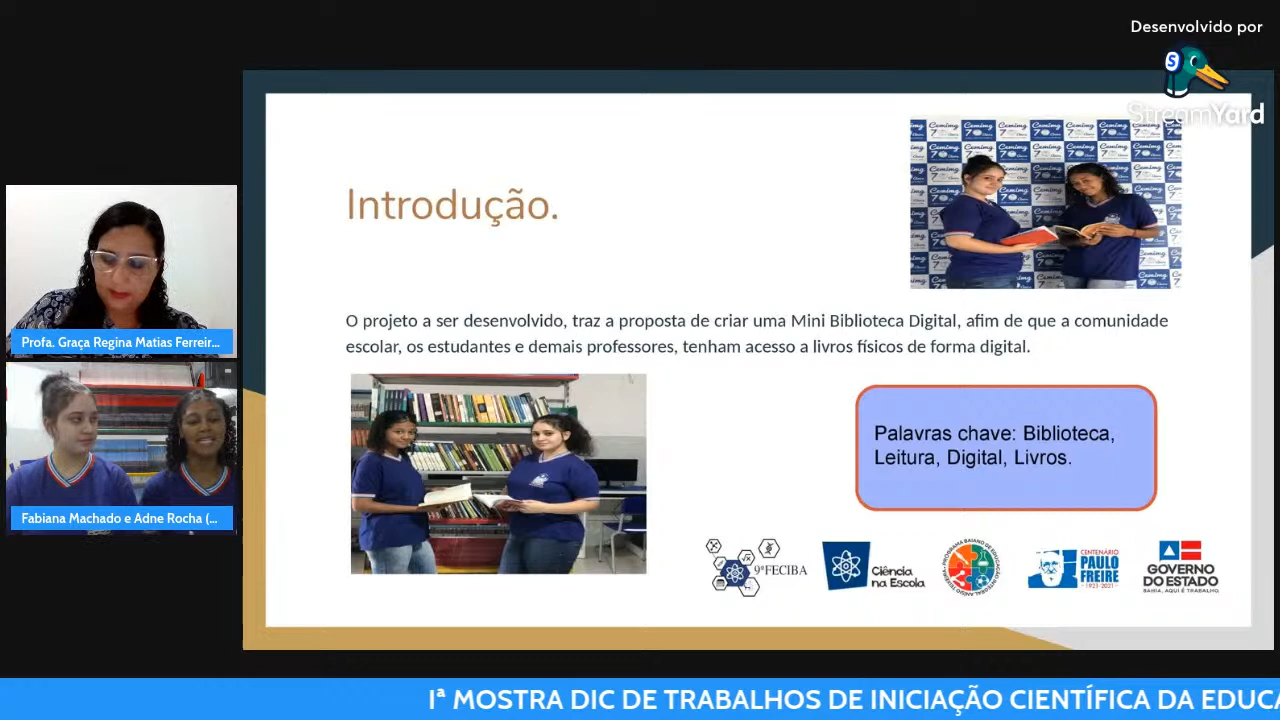 Desenvolvido por
StreamYard
Introdução.
O projeto a ser desenvolvido, traz a proposta de criar uma Mini Biblioteca Digital, afim de que a comunidade
escolar, os estudantes e demais professores, tenham acesso a livros físicos de forma digital.
Palavras chave: Biblioteca,
Leitura, Digital, Livros.
Profa. Graça Regina Matias Ferreir...
Fabiana Machado e Adne Rocha (...
9ªFECIBA
Ciência
na Escola
CENTENÁRIO
PAULO
FREIRE
1921-2021
GOVERNO
DO ESTADO
BAHIA, AQUI É TRABALHO
Iª MOSTRA DIC DE TRABALHOS DE INICIAÇÃO CIENTÍFICA DA EDUCA